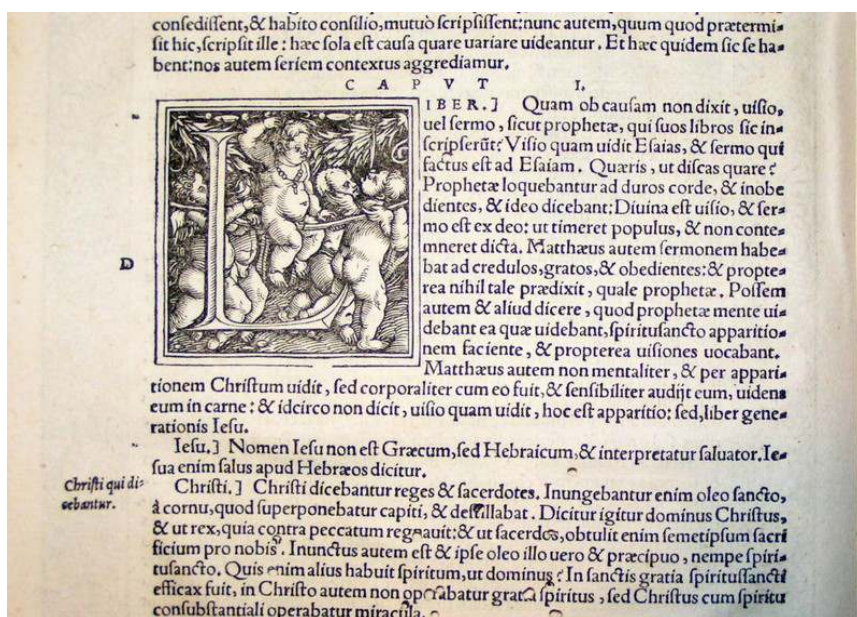 confediſſent, & habito conſilio, mutuò ſcripſiſſent: nunc autem, quum quod prætermi⸗
ſit hic, ſcripſit ille: hæc ſola eſt cauſa quare uariare uideantur. Et hæc quidem ſic ſe ha⸗
bent: nos autem ſeriem contextus aggrediamur.
CAPVT I.
LIBER.] Quam ob cauſam non dixit, uiſio,
uel ſermo, ſicut prophetæ, qui ſuos libros ſic in⸗
ſcripſerũt: Viſio quam uidit Eſaias, & ſermo qui
factus eſt ad Eſaiam. Quæris, ut diſcas quare?
Prophetæ loquebantur ad duros corde, & inobe
dientes, & ideo dicebant: Diuina eſt uiſio, & ſer⸗
mo eſt ex deo: ut timeret populus, & non conte⸗
D
mneret dicta. Matthæus autem ſermonem habe⸗
bat ad credulos, gratos, & obedientes: & propte⸗
rea nihil tale prædixit, quale prophetæ. Poſſem
autem & aliud dicere, quod prophetæ mente ui⸗
debant ea quæ uidebant, ſpirituſancto apparitio⸗
nem faciente, & propterea uiſiones uocabant.
Matthæus autem non mentaliter, & per appari⸗
tionem Chriſtum uidit, ſed corporaliter cum eo fuit, & ſenſibiliter audijt eum, uidens
eum in carne: & idcirco non dicit, uiſio quam uidit, hoc eſt apparitio: ſed, liber gene⸗
rationis Ieſu.
Ieſu.] Nomen Ieſu non eſt Græcum, ſed Hebraicum, & interpretatur ſaluator. Ie⸗
ſua enim ſalus apud Hebræos dicitur.
Chriſti qui di⸗
cebantur.
Chriſti.] Chriſti dicebantur reges & ſacerdotes. Inungebantur enim oleo ſancto,
à cornu, quod ſuperponebatur capiti, & deſtillabat. Dicitur igitur dominus Chriſtus,
& ut rex, quia contra peccatum regnauit: & ut ſacerdos, obtulit enim ſemetipſum ſacri
ficium pro nobis. Inunctus autem eſt & ipſe oleo illo uero & præcipuo, nempe ſpiri⸗
tuſancto. Quis enim alius habuit ſpiritum, ut dominus? In ſanctis gratia ſpirituſſancti
efficax fuit, in Chriſto autem non operabatur gratia ſpiritus, ſed Chriſtus cum ſpiritu
conſubſtantiali operabatur miracula.